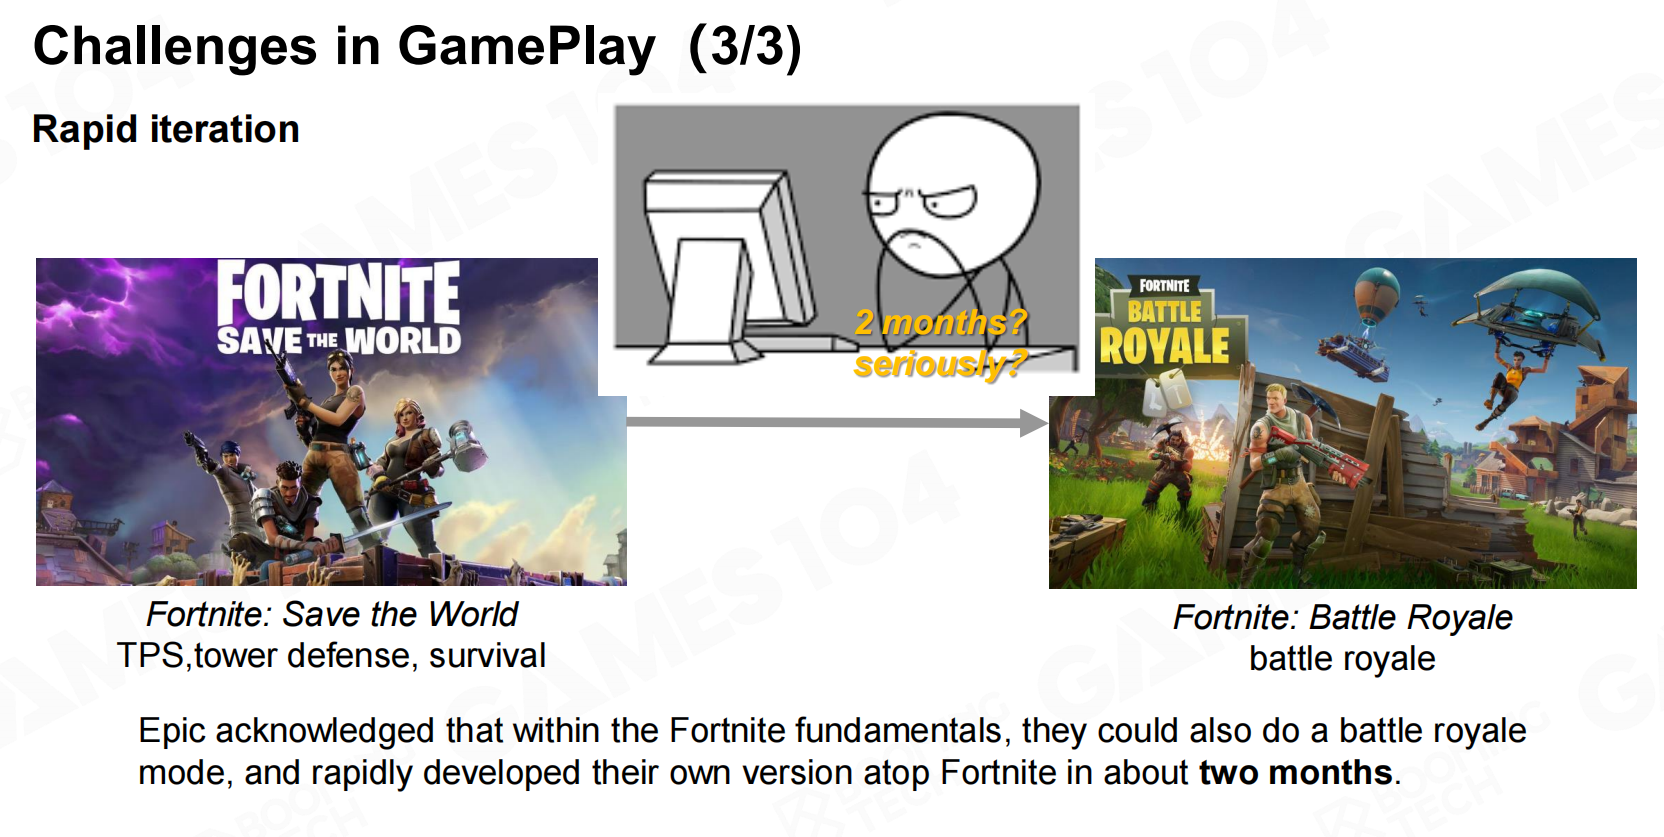 Challenges in GamePlay（3/3)
Rapid iteration
FORTNITE
SAVE THE WORLD
2 months?
seriously?
FORTNITE
BATTLE
ROYALE
Fortnite: Save the World
TPS,tower defense, survival
Fortnite: Battle Royale
battle royale
Epic acknowledged that within the Fortnite fundamentals, they could also do a battle royale
mode, and rapidly developed their own version atop Fortnite in about two months.
GAMES104
BOOMING
TECH